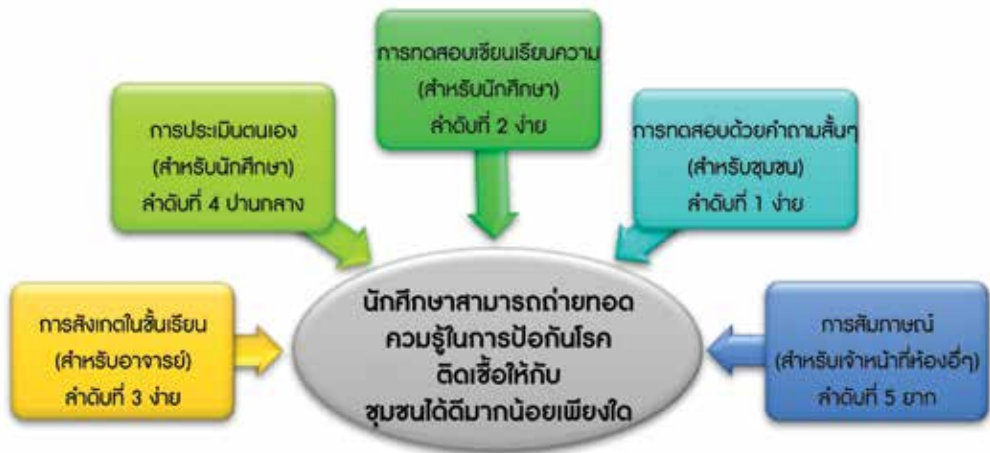 การทดสอบเขียนเรียนความ
(สำหรับนักศึกษา)
ลำดับที่ 2 ง่าย
การประเมินตนเอง
(สำหรับนักศึกษา)
ลำดับที่ 4 ปานกลาง
การทดสอบด้วยคำถามสั้นๆ
(สำหรับชุมชน)
ลำดับที่ 1 ง่าย
การสังเกตในชั้นเรียน
(สำหรับอาจารย์)
ลำดับที่ 3 ง่าย
นักศึกษาสามารถถ่ายทอด
ควมรู้ในการป้อกันโรค
ติดเชื้อให้กับ
ชุมชนได้ดีมากน้อยเพียงใด
การสัมภาษณ์
(สำหรับเจ้าหน้าที่ห้องอื่ๆ)
ลำดับที่ 5 ยาก